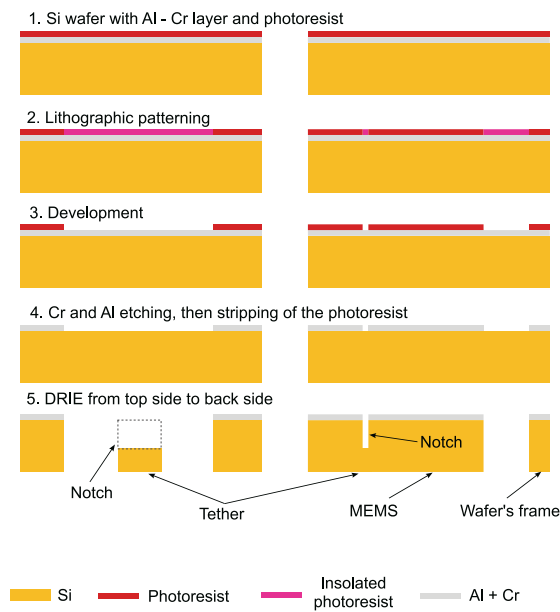 1. Si wafer with Al - Cr layer and photoresist
2. Lithographic patterning
3. Development
4. Cr and Al etching, then stripping of the photoresist
5. DRIE from top side to back side
Notch
Notch
Tether
MEMS
Wafer's frame
Si
Photoresist
Insolated
photoresist
Al + Cr